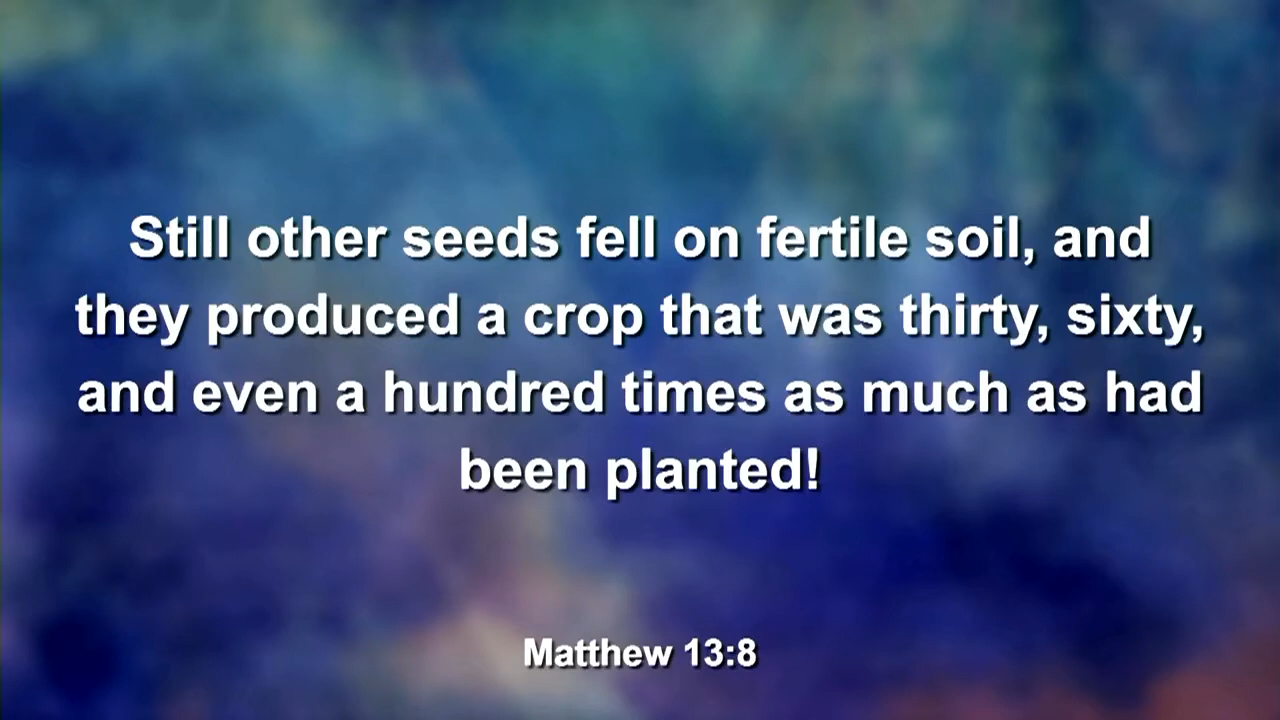 Still other seeds fell on fertile soil, and
they produced a crop that was thirty, sixty,
and even a hundred times as much as had
been planted!
Matthew 13:8